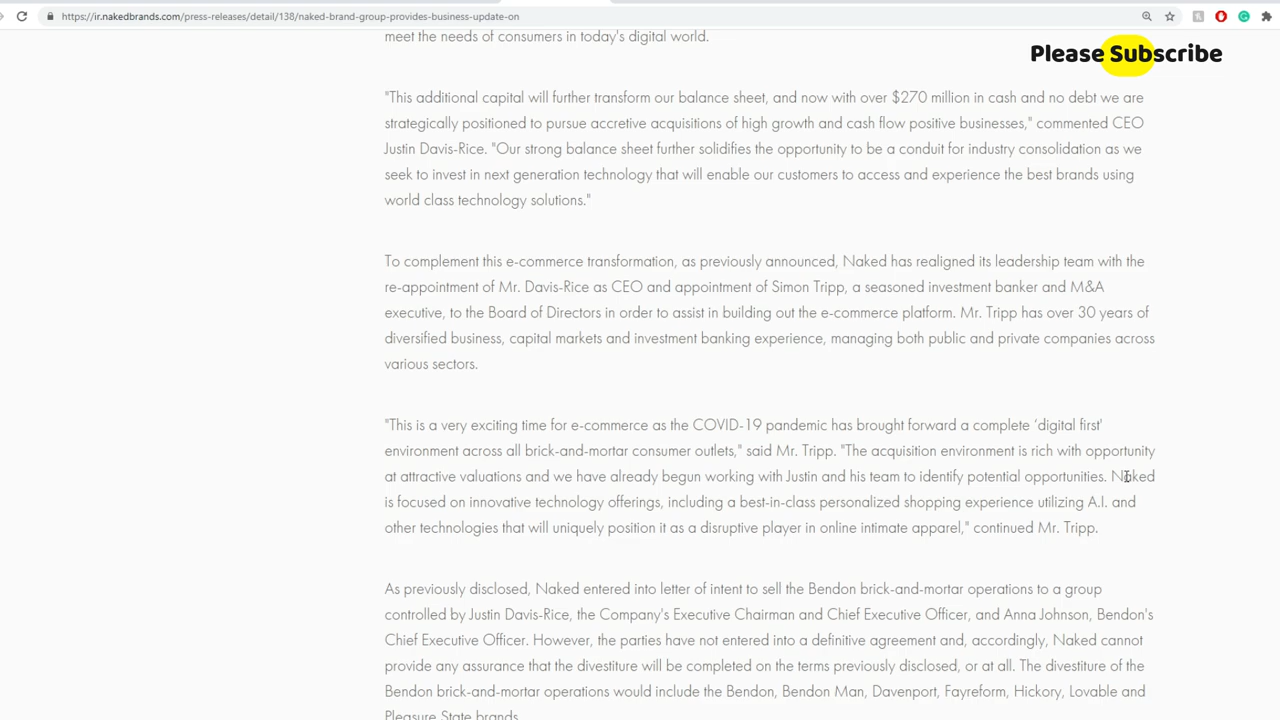 https://ir.nakedbrands.com/press-releases/detail/138/naked-brand-group-provides-business-update-on
meet the needs of consumers in today's digital world.
Please Subscribe
"This additional capital will further transform our balance sheet, and now with over $270 million in cash and no debt we are
strategically positioned to pursue accretive acquisitions of high growth and cash flow positive businesses," commented CEO
Justin Davis-Rice. "Our strong balance sheet further solidifies the opportunity to be a conduit for industry consolidation as we
seek to invest in next generation technology that will enable our customers to access and experience the best brands using
world class technology solutions."
To complement this e-commerce transformation, as previously announced, Naked has realigned its leadership team with the
re-appointment of Mr. Davis-Rice as CEO and appointment of Simon Tripp, a seasoned investment banker and M&A
executive, to the Board of Directors in order to assist in building out the e-commerce platform. Mr. Tripp has over 30 years of
diversified business, capital markets and investment banking experience, managing both public and private companies across
various sectors.
"This is a very exciting time for e-commerce as the COVID-19 pandemic has brought forward a complete ‘digital first'
environment across all brick-and-mortar consumer outlets," said Mr. Tripp. "The acquisition environment is rich with opportunity
at attractive valuations and we have already begun working with Justin and his team to identify potential opportunities. Naked
is focused on innovative technology offerings, including a best-in-class personalized shopping experience utilizing A.I. and
other technologies that will uniquely position it as a disruptive player in online intimate apparel," continued Mr. Tripp.
As previously disclosed, Naked entered into letter of intent to sell the Bendon brick-and-mortar operations to a group
controlled by Justin Davis-Rice, the Company's Executive Chairman and Chief Executive Officer, and Anna Johnson, Bendon's
Chief Executive Officer. However, the parties have not entered into a definitive agreement and, accordingly, Naked cannot
provide any assurance that the divestiture will be completed on the terms previously disclosed, or at all. The divestiture of the
Bendon brick-and-mortar operations would include the Bendon, Bendon Man, Davenport, Fayreform, Hickory, Lovable and
Pleasure State brands.